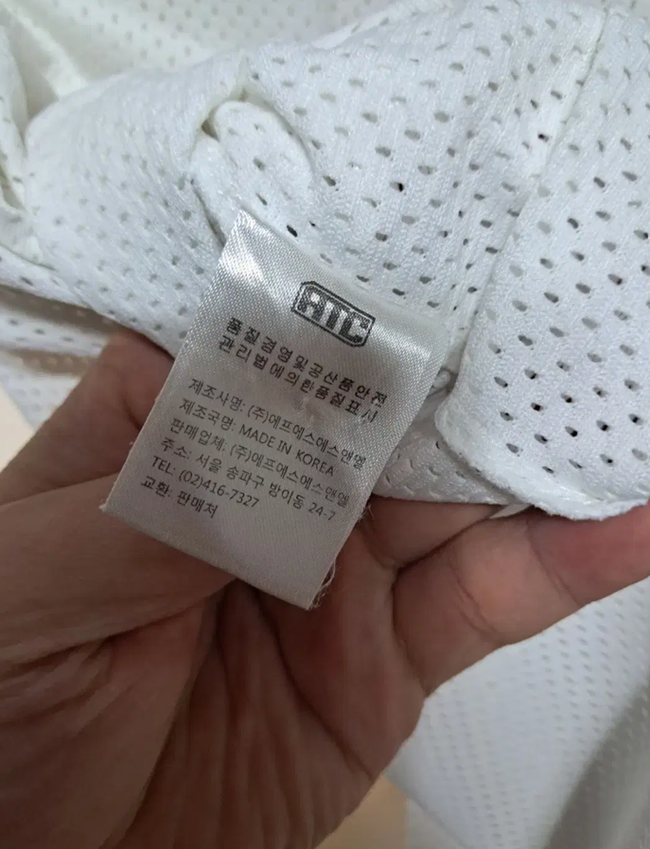 ATC
품질경영및공산품안전
관리법에의한품질표시
제조사명: (주)에프에스에스앤엘
제조국명: MADE IN KOREA
판매업체: (주)에프에스에스앤엘
주소: 서울 송파구 방이동 24-7
TEL: (02)416-7327
교환: 판매처